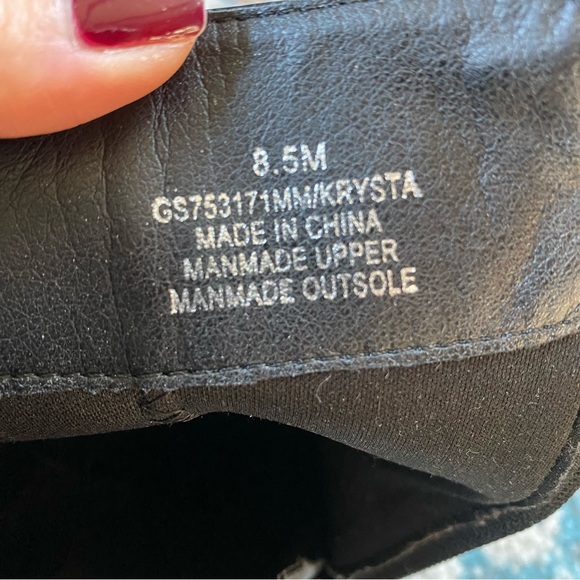 8.5M
GS753171MM/KRYSTA
MADE IN CHINA
MANMADE UPPER
MANMADE OUTSOLE